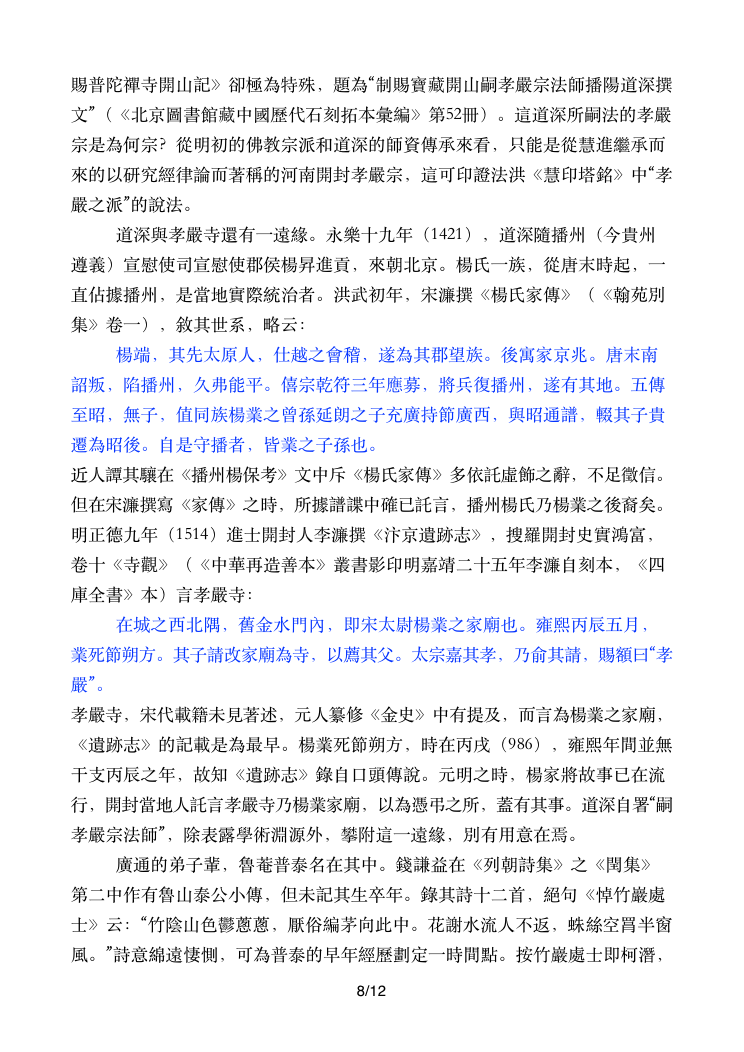 賜普陀禪寺開山記》卻極為特殊，題為“制賜寶藏開山嗣孝嚴宗法師播陽道深撰
文”（《北京圖書館藏中國歷代石刻拓本彙編》第52冊）。這道深所嗣法的孝嚴
宗是為何宗？從明初的佛教宗派和道深的師資傳承來看，只能是從慧進繼承而
來的以研究經律論而著稱的河南開封孝嚴宗，這可印證法洪《慧印塔銘》中“孝
嚴之派”的說法。
道深與孝嚴寺還有一遠緣。永樂十九年（1421），道深隨播州（今貴州
遵義）宣慰使司宣慰使郡侯楊昇進貢，來朝北京。楊氏一族，從唐末時起，一
直佔據播州，是當地實際統治者。洪武初年，宋濂撰《楊氏家傳》（《翰苑別
集》卷一），敘其世系，略云：
楊端，其先太原人，仕越之會稽，遂為其郡望族。後寓家京兆。唐末南
詔叛，陷播州，久弗能平。僖宗乾符三年應募，將兵復播州，遂有其地。五傳
至昭，無子，值同族楊業之曾孫延朗之子充廣持節廣西，與昭通譜，輟其子貴
遷為昭後。自是守播者，皆業之子孫也。
近人譚其驤在《播州楊保考》文中斥《楊氏家傳》多依託虛飾之辭，不足徵信。
但在宋濂撰寫《家傳》之時，所據譜諜中確已託言，播州楊氏乃楊業之後裔矣。
明正德九年（1514）進士開封人李濂撰《汴京遺跡志》，搜羅開封史實鴻富，
卷十《寺觀》（《中華再造善本》叢書影印明嘉靖二十五年李濂自刻本，《四
庫全書》本）言孝嚴寺：
在城之西北隅，舊金水門內，即宋太尉楊業之家廟也。雍熙丙辰五月，
業死節朔方。其子請改家廟為寺，以薦其父。太宗嘉其孝，乃俞其請，賜額曰“孝
嚴”。
孝嚴寺，宋代載籍未見著述，元人纂修《金史》中有提及，而言為楊業之家廟，
《遺跡志》的記載是為最早。楊業死節朔方，時在丙戌（986），雍熙年間並無
干支丙辰之年，故知《遺跡志》錄自口頭傳說。元明之時，楊家將故事已在流
行，開封當地人託言孝嚴寺乃楊業家廟，以為憑弔之所，蓋有其事。道深自署“嗣
孝嚴宗法師”，除表露學術淵源外，攀附這一遠緣，別有用意在焉。
廣通的弟子輩，魯菴普泰名在其中。錢謙益在《列朝詩集》之《閏集》
第二中作有魯山泰公小傳，但未記其生卒年。錄其詩十二首，絕句《悼竹巖處
士》云：“竹陰山色鬱蔥蔥，厭俗編茅向此中。花謝水流人不返，蛛絲空罥半窗
風。”詩意綿遠悽惻，可為普泰的早年經歷劃定一時間點。按竹巖處士即柯潛，
8/12